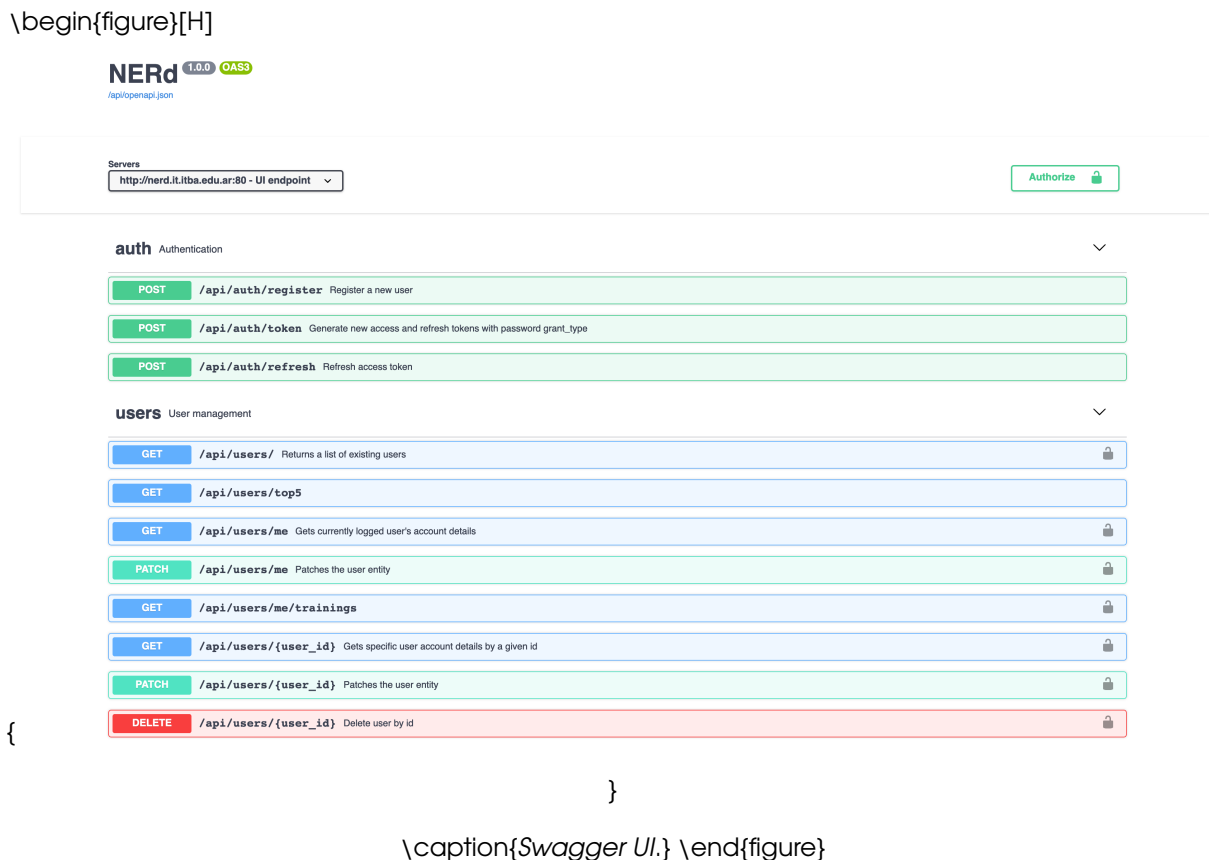 \begin{figure}[H]
NERd 1.0.0 OAS3
/api/openapi.json
Servers
http://nerd.it.itba.edu.ar:80 - UI endpoint
Authorize
auth Authentication
POST /api/auth/register Register a new user
POST /api/auth/token Generate new access and refresh tokens with password grant_type
POST /api/auth/refresh Refresh access token
users User management
GET /api/users/ Returns a list of existing users
GET /api/users/top5
GET /api/users/me Gets currently logged user's account details
PATCH /api/users/me Patches the user entity
GET /api/users/me/trainings
GET /api/users/{user_id} Gets specific user account details by a given id
PATCH /api/users/{user_id} Patches the user entity
DELETE /api/users/{user_id} Delete user by id
{
}
\caption{Swagger UI.} \end{figure}